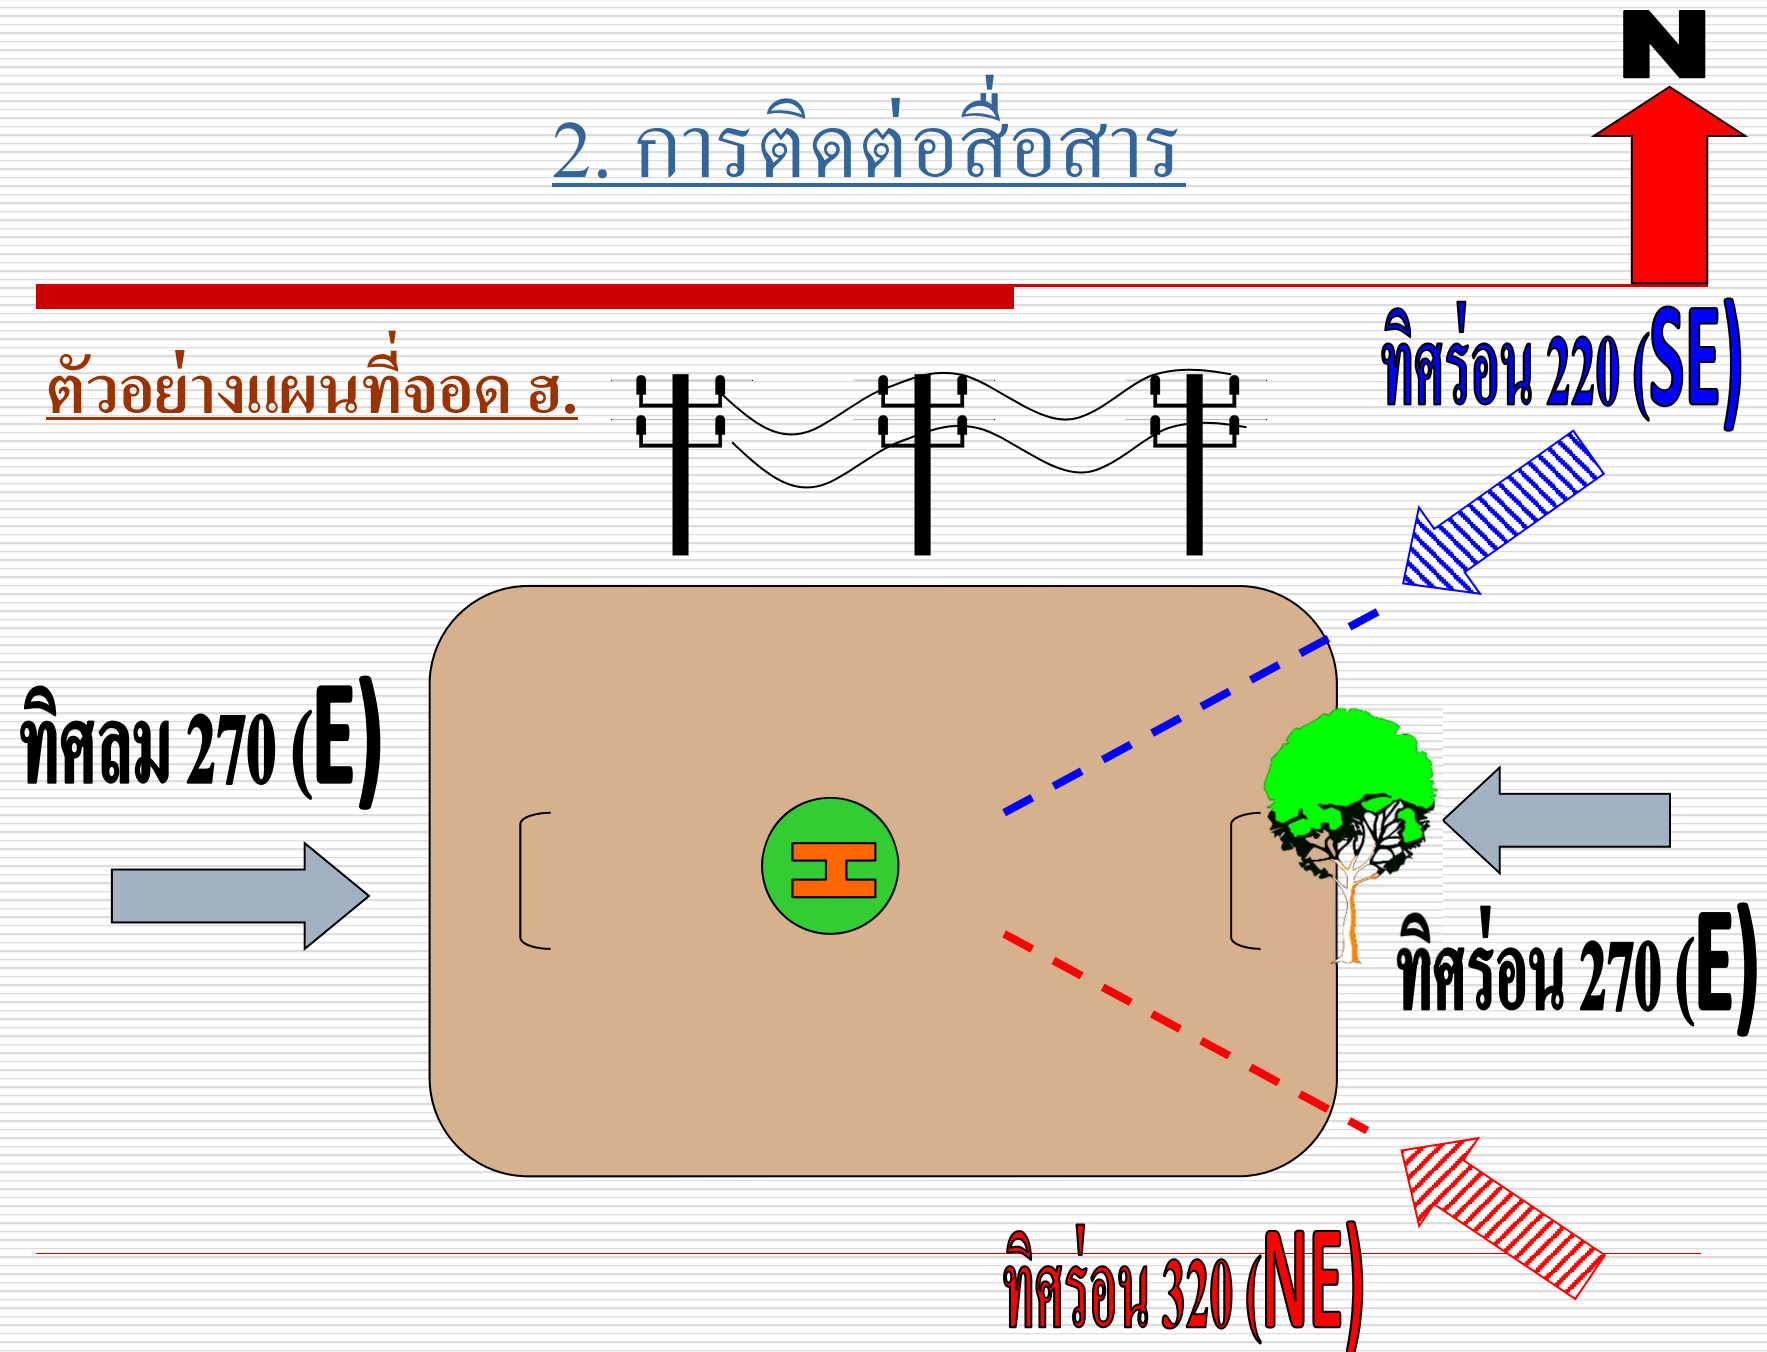 N
2. การติดต่อสื่อสาร
ตัวอย่างแผนที่จอด ฮ.
ทิศร่อน 220 (SE)
ทิศลม 270 (E)
H
ทิศร่อน 270 (E)
ทิศร่อน 320 (NE)